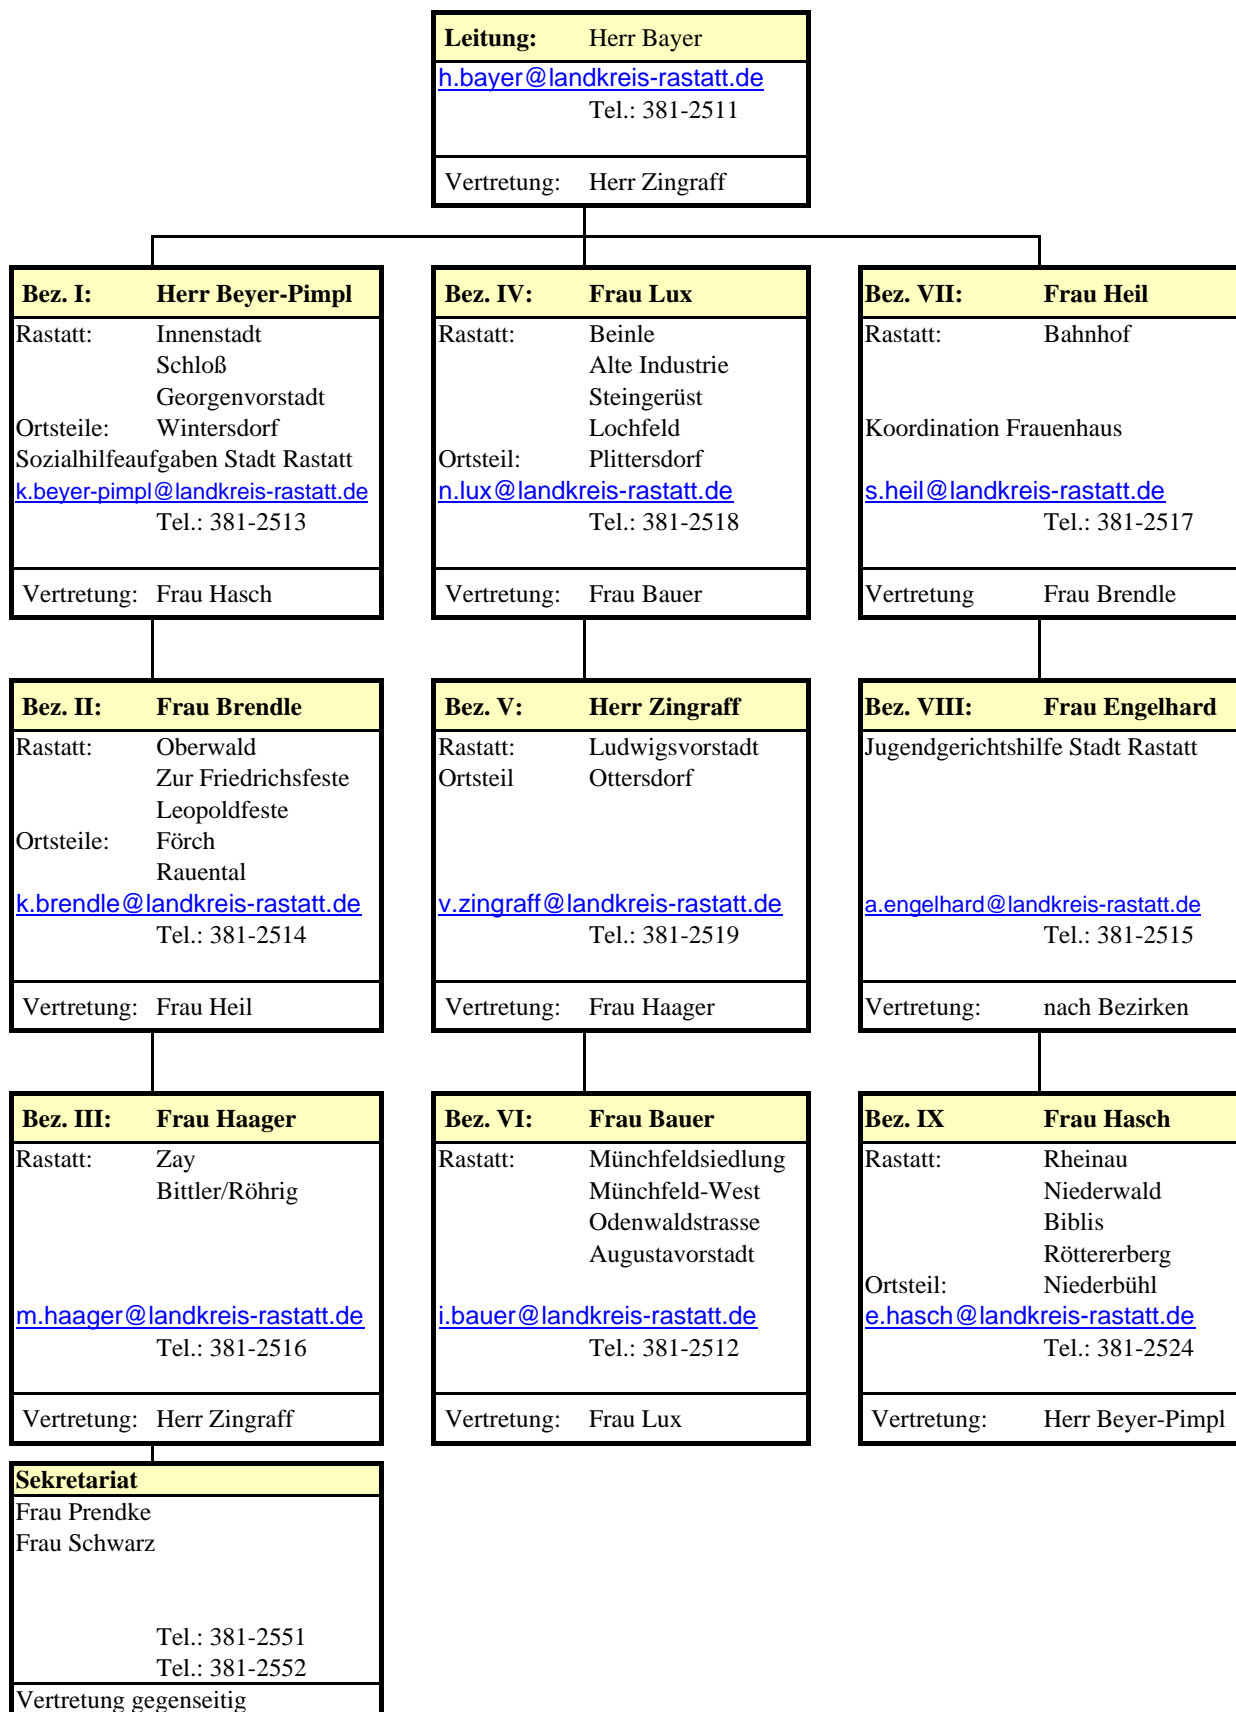 Leitung: Herr Bayer
h.bayer@landkreis-rastatt.de
Tel.: 381-2511
Vertretung: Herr Zingraff
Bez. I: Herr Beyer-Pimpl
Rastatt: Innenstadt
Schloß
Georgenvorstadt
Ortsteile: Wintersdorf
Sozialhilfeaufgaben Stadt Rastatt
k.beyer-pimpl@landkreis-rastatt.de
Tel.: 381-2513
Vertretung: Frau Hasch
Bez. IV: Frau Lux
Rastatt: Beinle
Alte Industrie
Steingerüst
Lochfeld
Ortsteil: Plittersdorf
n.lux@landkreis-rastatt.de
Tel.: 381-2518
Vertretung: Frau Bauer
Bez. VII: Frau Heil
Rastatt: Bahnhof
Koordination Frauenhaus
s.heil@landkreis-rastatt.de
Tel.: 381-2517
Vertretung Frau Brendle
Bez. II: Frau Brendle
Rastatt: Oberwald
Zur Friedrichsfeste
Leopoldfeste
Ortsteile: Förch
Rauental
k.brendle@landkreis-rastatt.de
Tel.: 381-2514
Vertretung: Frau Heil
Bez. V: Herr Zingraff
Rastatt: Ludwigsvorstadt
Ortsteil Ottersdorf
v.zingraff@landkreis-rastatt.de
Tel.: 381-2519
Vertretung: Frau Haager
Bez. VIII: Frau Engelhard
Jugendgerichtshilfe Stadt Rastatt
a.engelhard@landkreis-rastatt.de
Tel.: 381-2515
Vertretung: nach Bezirken
Bez. III: Frau Haager
Rastatt: Zay
Bittler/Röhrig
m.haager@landkreis-rastatt.de
Tel.: 381-2516
Vertretung: Herr Zingraff
Bez. VI: Frau Bauer
Rastatt: Münchfeldsiedlung
Münchfeld-West
Odenwaldstrasse
Augustavorstadt
i.bauer@landkreis-rastatt.de
Tel.: 381-2512
Vertretung: Frau Lux
Bez. IX Frau Hasch
Rastatt: Rheinau
Niederwald
Biblis
Röttererberg
Ortsteil: Niederbühl
e.hasch@landkreis-rastatt.de
Tel.: 381-2524
Vertretung: Herr Beyer-Pimpl
Sekretariat
Frau Prendke
Frau Schwarz
Tel.: 381-2551
Tel.: 381-2552
Vertretung gegenseitig